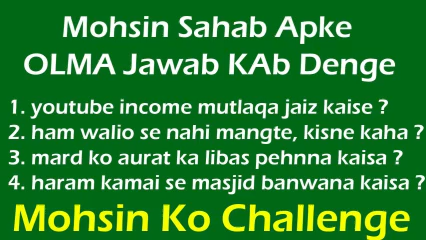 Mohsin Sahab Apke
OLMA Jawab KAb Denge
1. youtube income mutlaqa jaiz kaise ?
2. ham walio se nahi mangte, kisne kaha ?
3. mard ko aurat ka libas pehnna kaisa ?
4. haram kamai se masjid banwana kaisa ?
Mohsin Ko Challenge